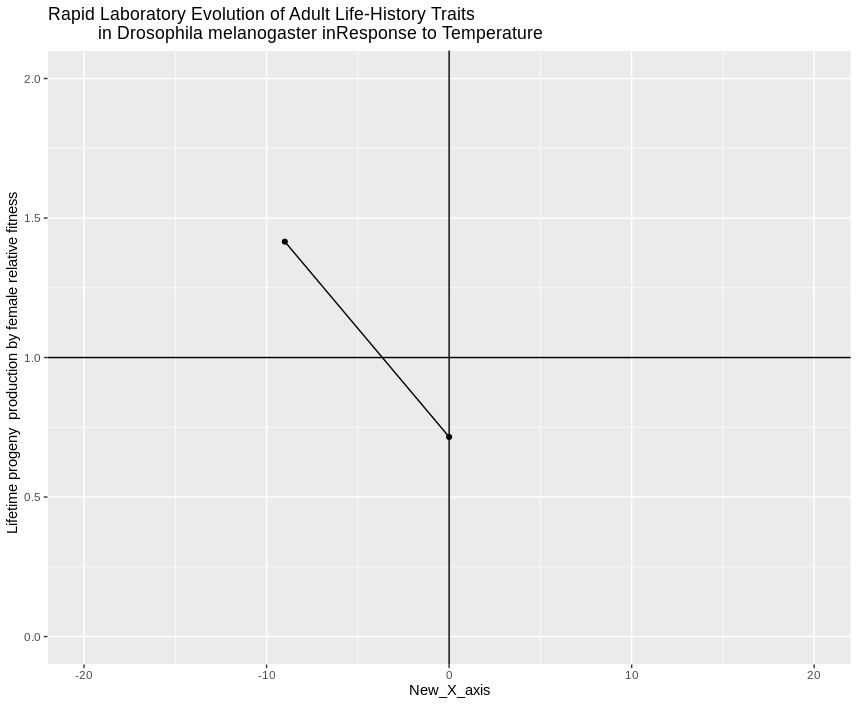 Rapid Laboratory Evolution of Adult Life-History Traits
in Drosophila melanogaster inResponse to Temperature
Lifetime progeny  production by female relative fitness
2.0
1.5
1.0
0.5
0.0
-20
-10
0
10
20
New_X_axis